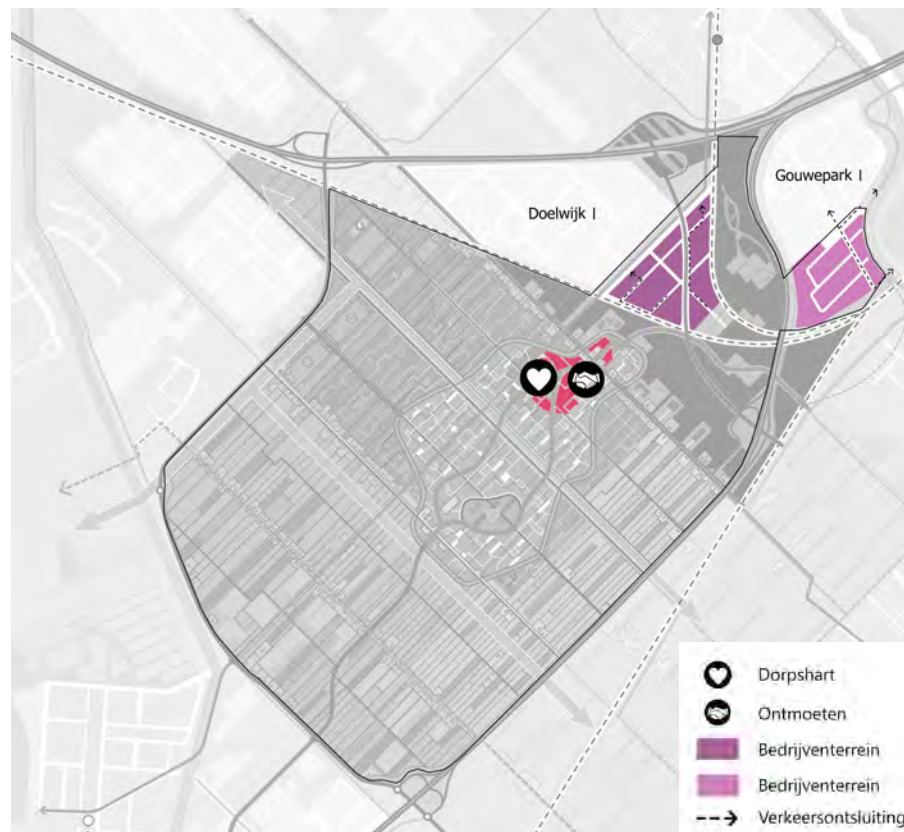 Gouwepark I
Doelwijk I
Dorpshart
Ontmoeten
Bedrijventerrein
Bedrijventerrein
Verkeersontsluiting